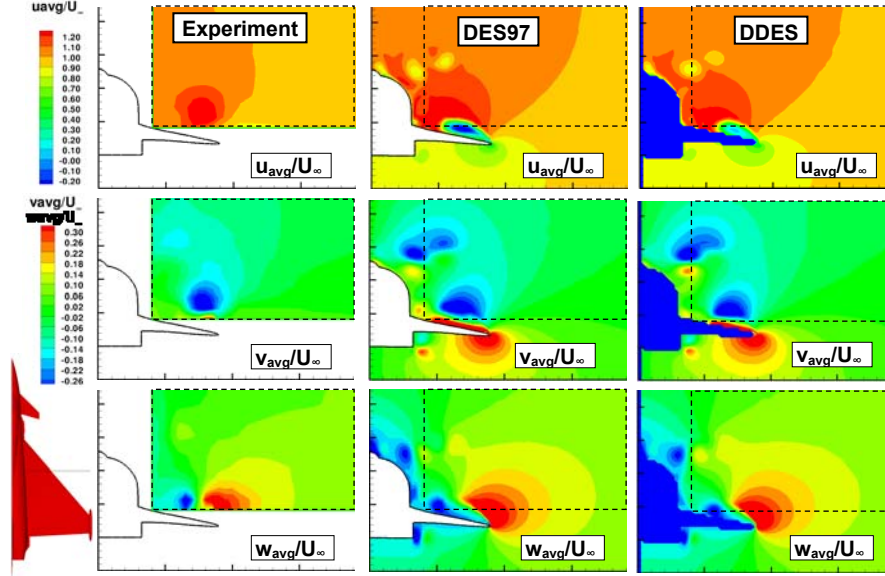 uavg/U_
Experiment
DES97
DDES
1.20
1.10
1.00
0.90
0.80
0.70
0.60
0.50
0.40
0.30
0.20
0.10
-0.00
-0.10
-0.20
uavg/U∞
uavg/U∞
uavg/U∞
vavg/U_
wavg/U_
0.30
0.26
0.22
0.18
0.14
0.10
0.06
0.02
-0.02
-0.06
-0.10
-0.14
-0.18
-0.22
-0.26
vavg/U∞
vavg/U∞
vavg/U∞
wavg/U∞
wavg/U∞
wavg/U∞